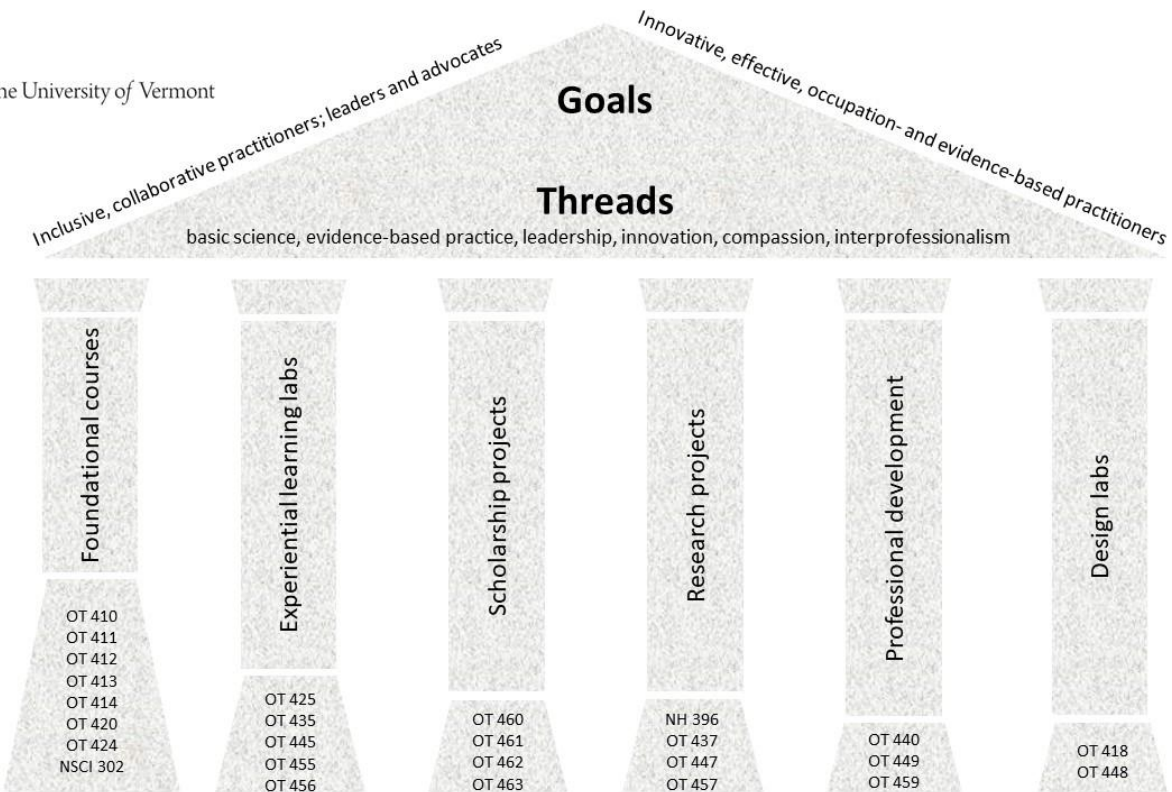 he University of Vermont
Inclusive, collaborative practitioners; leaders and advocates
Innovative, effective, occupation- and evidence-based practitioners
Goals
Threads
basic science, evidence-based practice, leadership, innovation, compassion, interprofessionalism
Foundational courses
OT 410
OT 411
OT 412
OT 413
OT 414
OT 420
OT 424
NSCI 302
Experiential learning labs
OT 425
OT 435
OT 445
OT 455
OT 456
Scholarship projects
OT 460
OT 461
OT 462
OT 463
Research projects
NH 396
OT 437
OT 447
OT 457
Professional development
OT 440
OT 449
OT 459
Design labs
OT 418
OT 448